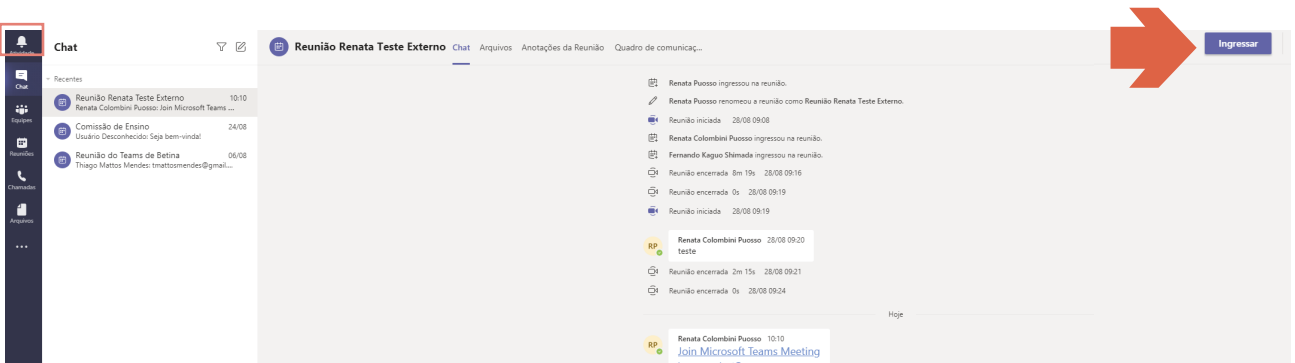 Atividade
Chat
Equipes
Reuniões
Chamadas
Arquivos
Chat
Recentes
Reunião Renata Teste Externo 10:10
Renata Colombini Puosso: Join Microsoft Teams ...
Comissão de Ensino 24/08
Usuário Desconhecido: Seja bem-vinda!
Reunião do Teams de Betina 06/08
Thiago Mattos Mendes: tmattosmendes@gmail....
Reunião Renata Teste Externo Chat Arquivos Anotações da Reunião Quadro de comunicaç...
Ingressar
Renata Puosso ingressou na reunião.
Renata Puosso renomeou a reunião como Reunião Renata Teste Externo.
Reunião iniciada 28/08 09:08
Renata Colombini Puosso ingressou na reunião.
Fernando Kaguo Shimada ingressou na reunião.
Reunião encerrada 8m 19s 28/08 09:16
Reunião encerrada 0s 28/08 09:19
Reunião iniciada 28/08 09:19
RP
Renata Colombini Puosso 28/08 09:20
teste
Reunião encerrada 2m 15s 28/08 09:21
Reunião encerrada 0s 28/08 09:24
Hoje
RP
Renata Colombini Puosso 10:10
Join Microsoft Teams Meeting